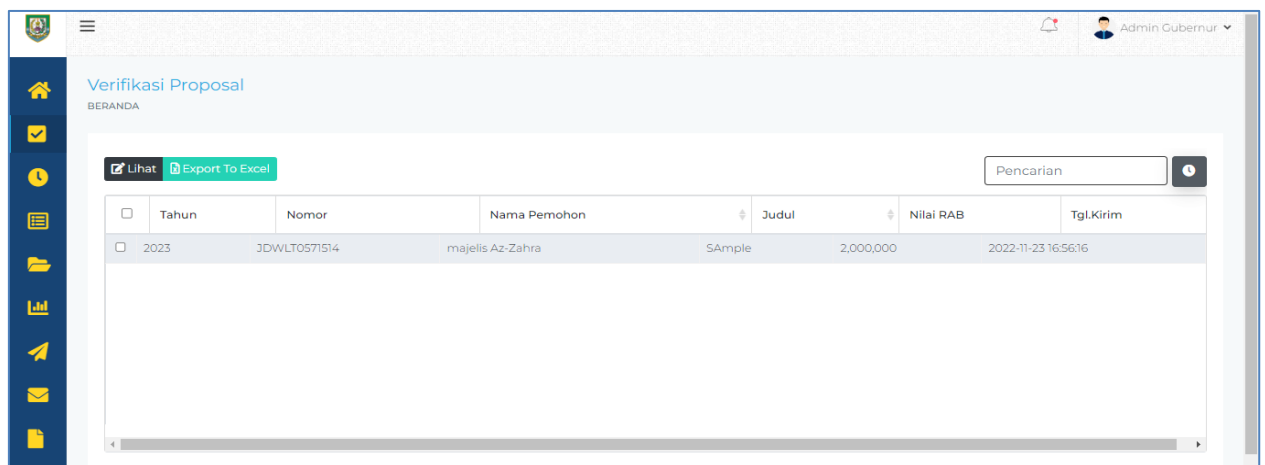 Admin Gubernur
Verifikasi Proposal
BERANDA
Lihat Export To Excel Pencarian
Tahun Nomor Nama Pemohon Judul Nilai RAB Tgl.Kirim
2023 JDWLT0571514 majelis Az-Zahra SAmple 2,000,000 2022-11-23 16:56:16